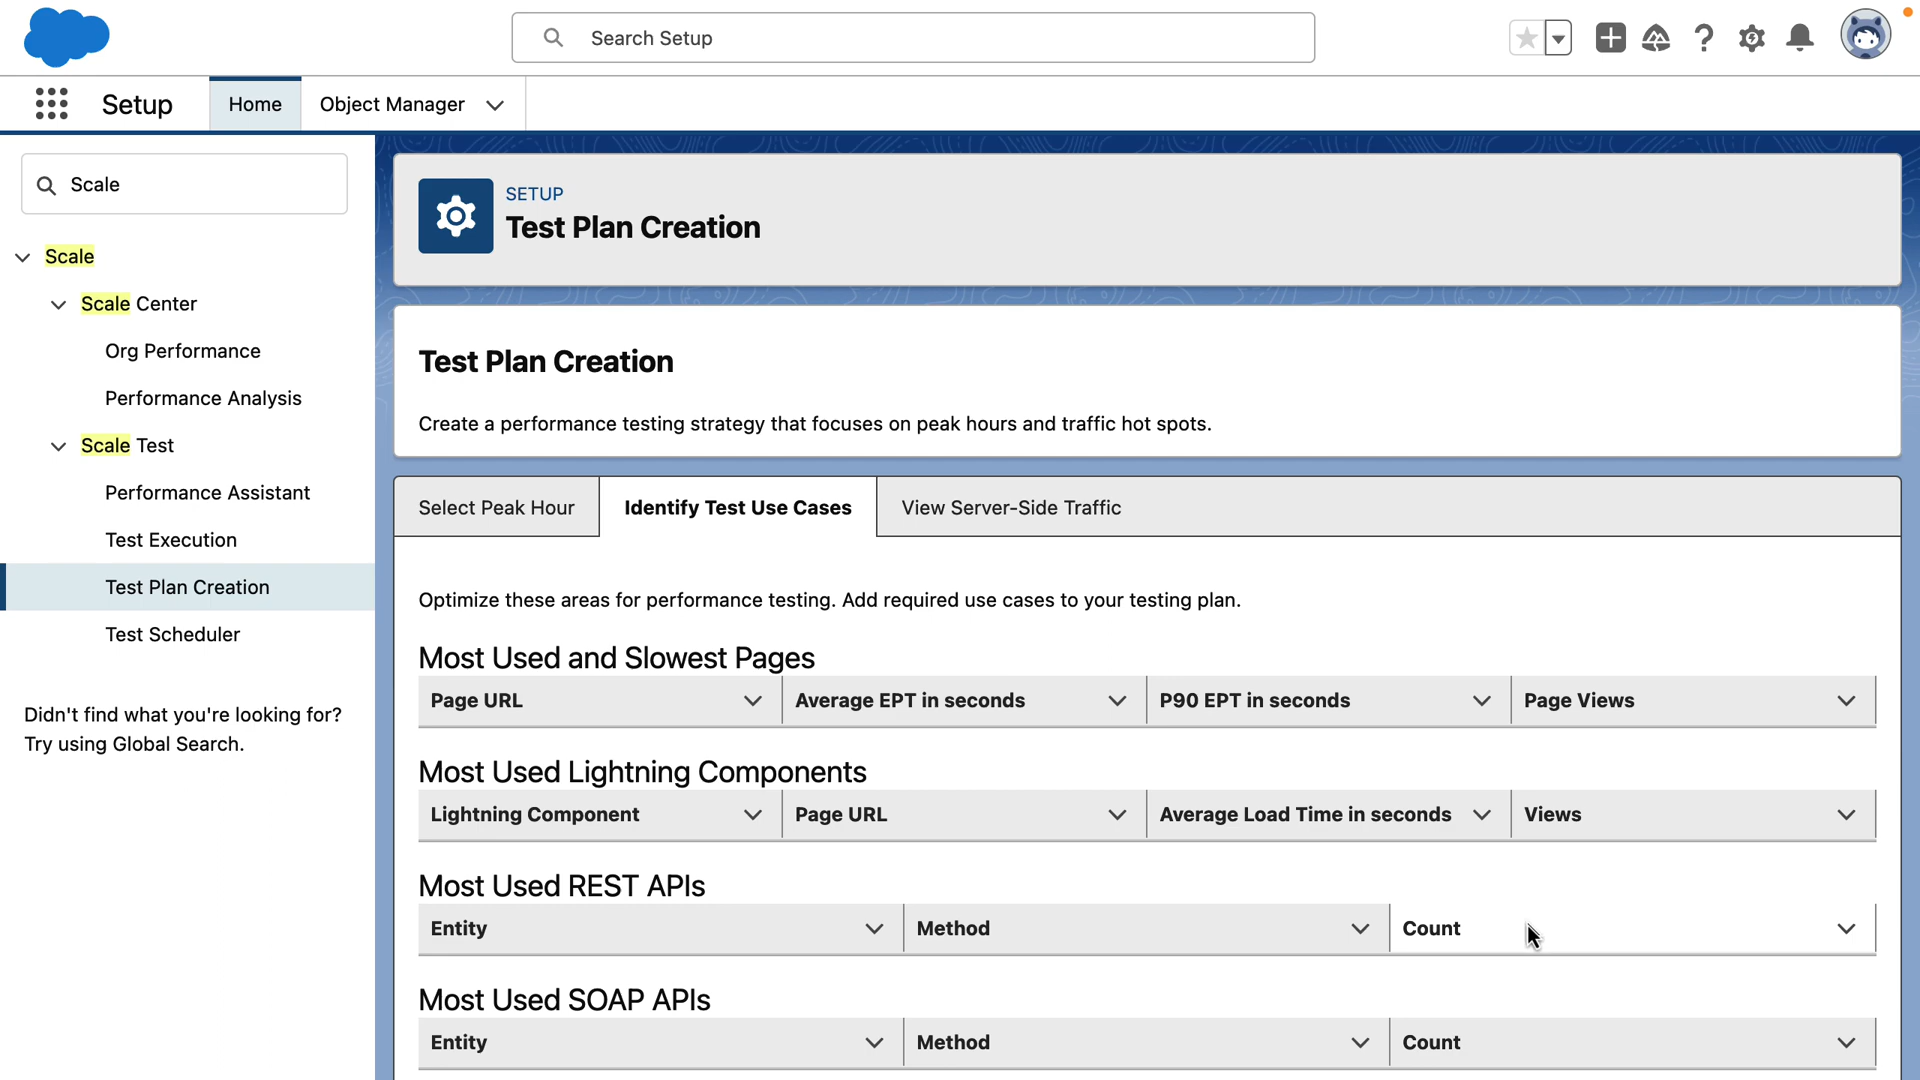 Search Setup
Setup
Home
Object Manager
Scale
Scale
Scale Center
Org Performance
Performance Analysis
Scale Test
Performance Assistant
Test Execution
Test Plan Creation
Test Scheduler
Didn't find what you're looking for?
Try using Global Search.
SETUP
Test Plan Creation
Test Plan Creation
Create a performance testing strategy that focuses on peak hours and traffic hot spots.
Select Peak Hour
Identify Test Use Cases
View Server-Side Traffic
Optimize these areas for performance testing. Add required use cases to your testing plan.
Most Used and Slowest Pages
Page URL
Average EPT in seconds
P90 EPT in seconds
Page Views
Most Used Lightning Components
Lightning Component
Page URL
Average Load Time in seconds
Views
Most Used REST APIs
Entity
Method
Count
Most Used SOAP APIs
Entity
Method
Count